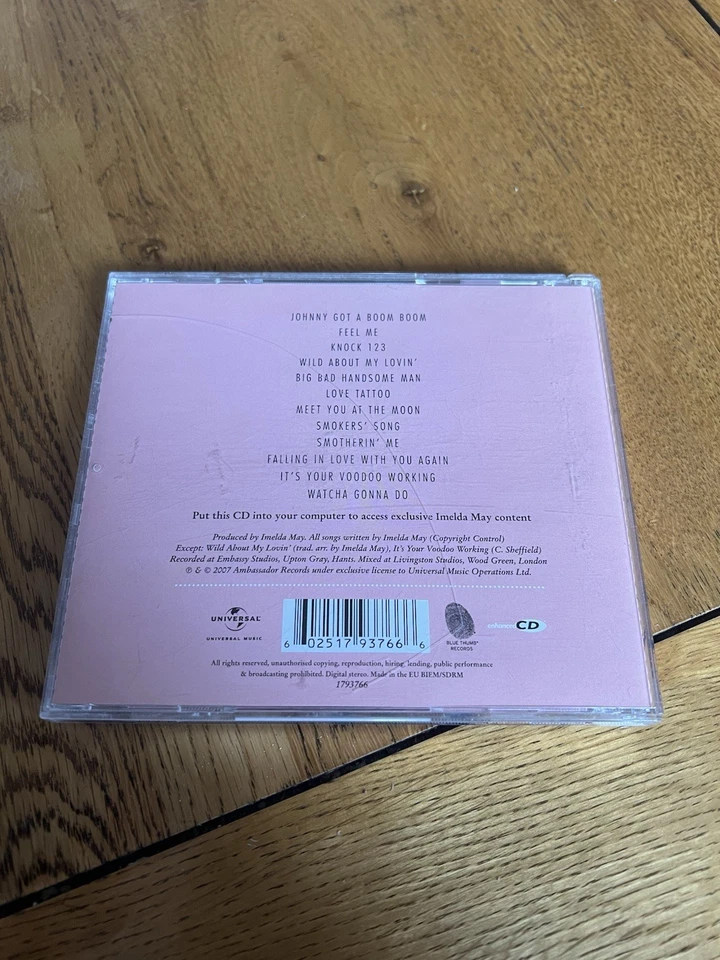 JOHNNY GOT A BOOM BOOM
FEEL ME
KNOCK 123
WILD ABOUT MY LOVIN'
BIG BAD HANDSOME MAN
LOVE TATTOO
MEET YOU AT THE MOON
SMOKERS' SONG
SMOTHERIN' ME
FALLING IN LOVE WITH YOU AGAIN
IT'S YOUR VOODOO WORKING
WATCHA GONNA DO
Put this CD into your computer to access exclusive Imelda May content
Produced by Imelda May. All songs written by Imelda May (Copyright Control)
Except: Wild About My Lovin' (trad. arr. by Imelda May), It's Your Voodoo Working (C. Sheffield)
Recorded at Embassy Studios, Upton Gray, Hants. Mixed at Livingston Studios, Wood Green, London
℗ & © 2007 Ambassador Records under exclusive license to Universal Music Operations Ltd.
UNIVERSAL
UNIVERSAL MUSIC
6 02517 93766 6
BLUE THUMB®
RECORDS
enhanced CD
All rights reserved, unauthorised copying, reproduction, hiring, lending, public performance
& broadcasting prohibited. Digital stereo. Made in the EU BIEM/SDRM
1793766